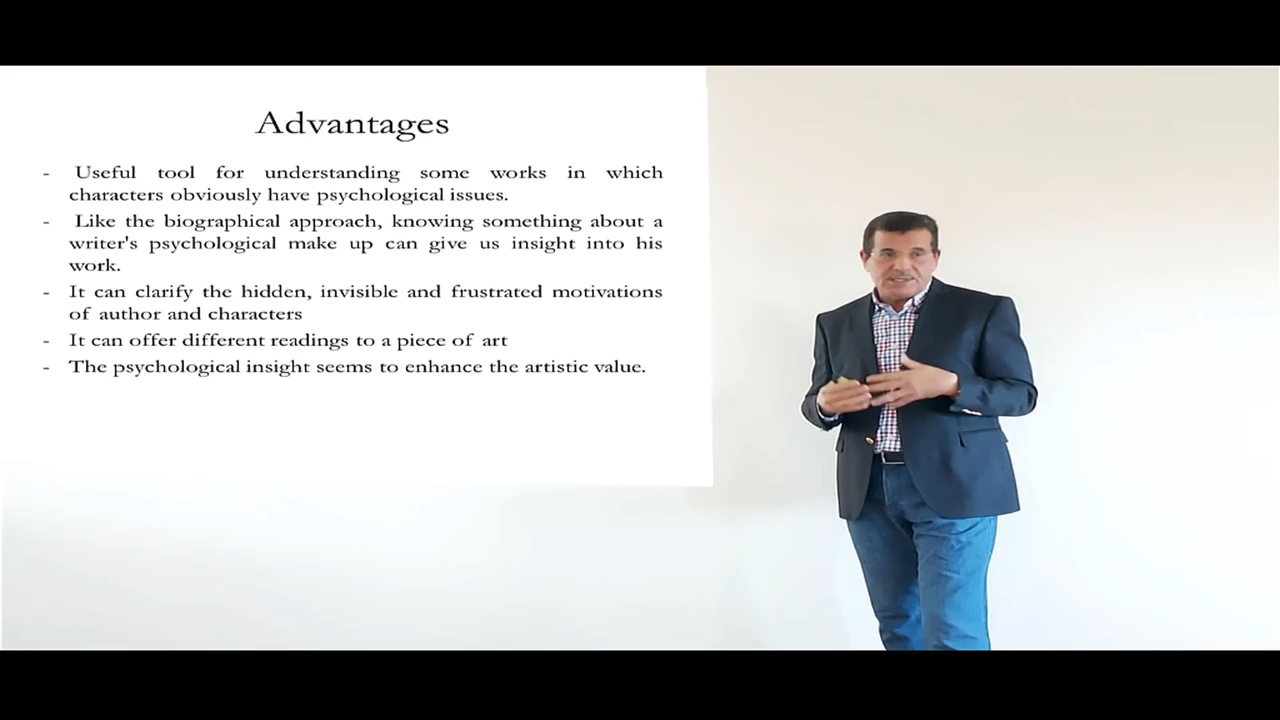 Advantages
- Useful tool for understanding some works in which
characters obviously have psychological issues.
- Like the biographical approach, knowing something about a
writer's psychological make up can give us insight into his
work.
- It can clarify the hidden, invisible and frustrated motivations
of author and characters
- It can offer different readings to a piece of art
- The psychological insight seems to enhance the artistic value.